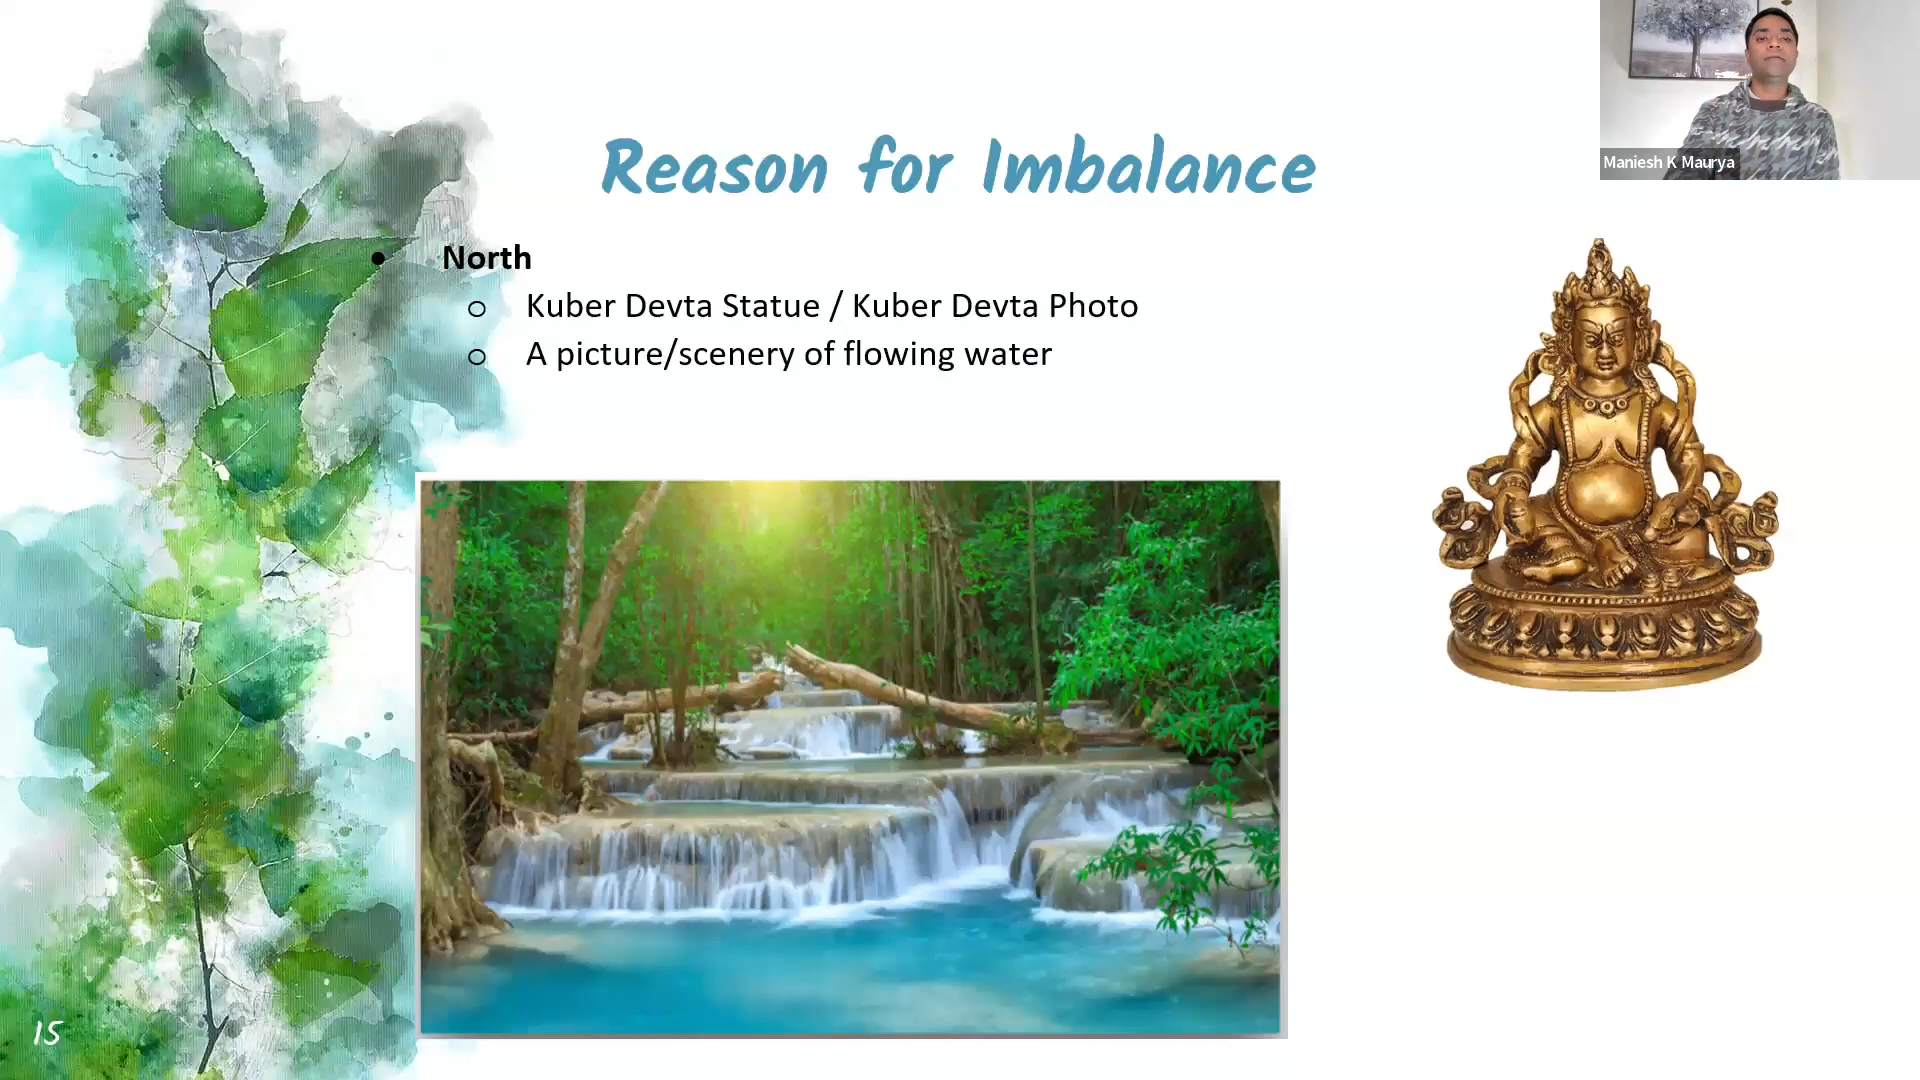 Maniesh K Maurya
Reason for Imbalance
• North
o Kuber Devta Statue / Kuber Devta Photo
o A picture/scenery of flowing water
15